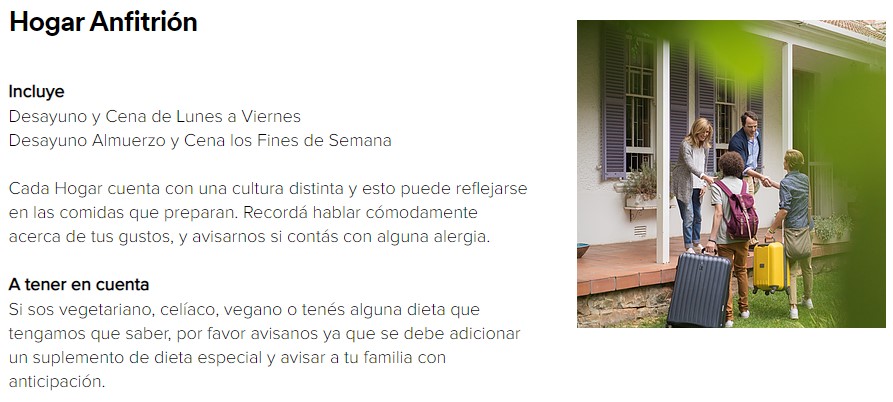 Hogar Anfitrión
Incluye
Desayuno y Cena de Lunes a Viernes
Desayuno Almuerzo y Cena los Fines de Semana
Cada Hogar cuenta con una cultura distinta y esto puede reflejarse
en las comidas que preparan. Recordá hablar cómodamente
acerca de tus gustos, y avisarnos si contás con alguna alergia.
A tener en cuenta
Si sos vegetariano, celíaco, vegano o tenés alguna dieta que
tengamos que saber, por favor avisanos ya que se debe adicionar
un suplemento de dieta especial y avisar a tu familia con
anticipación.